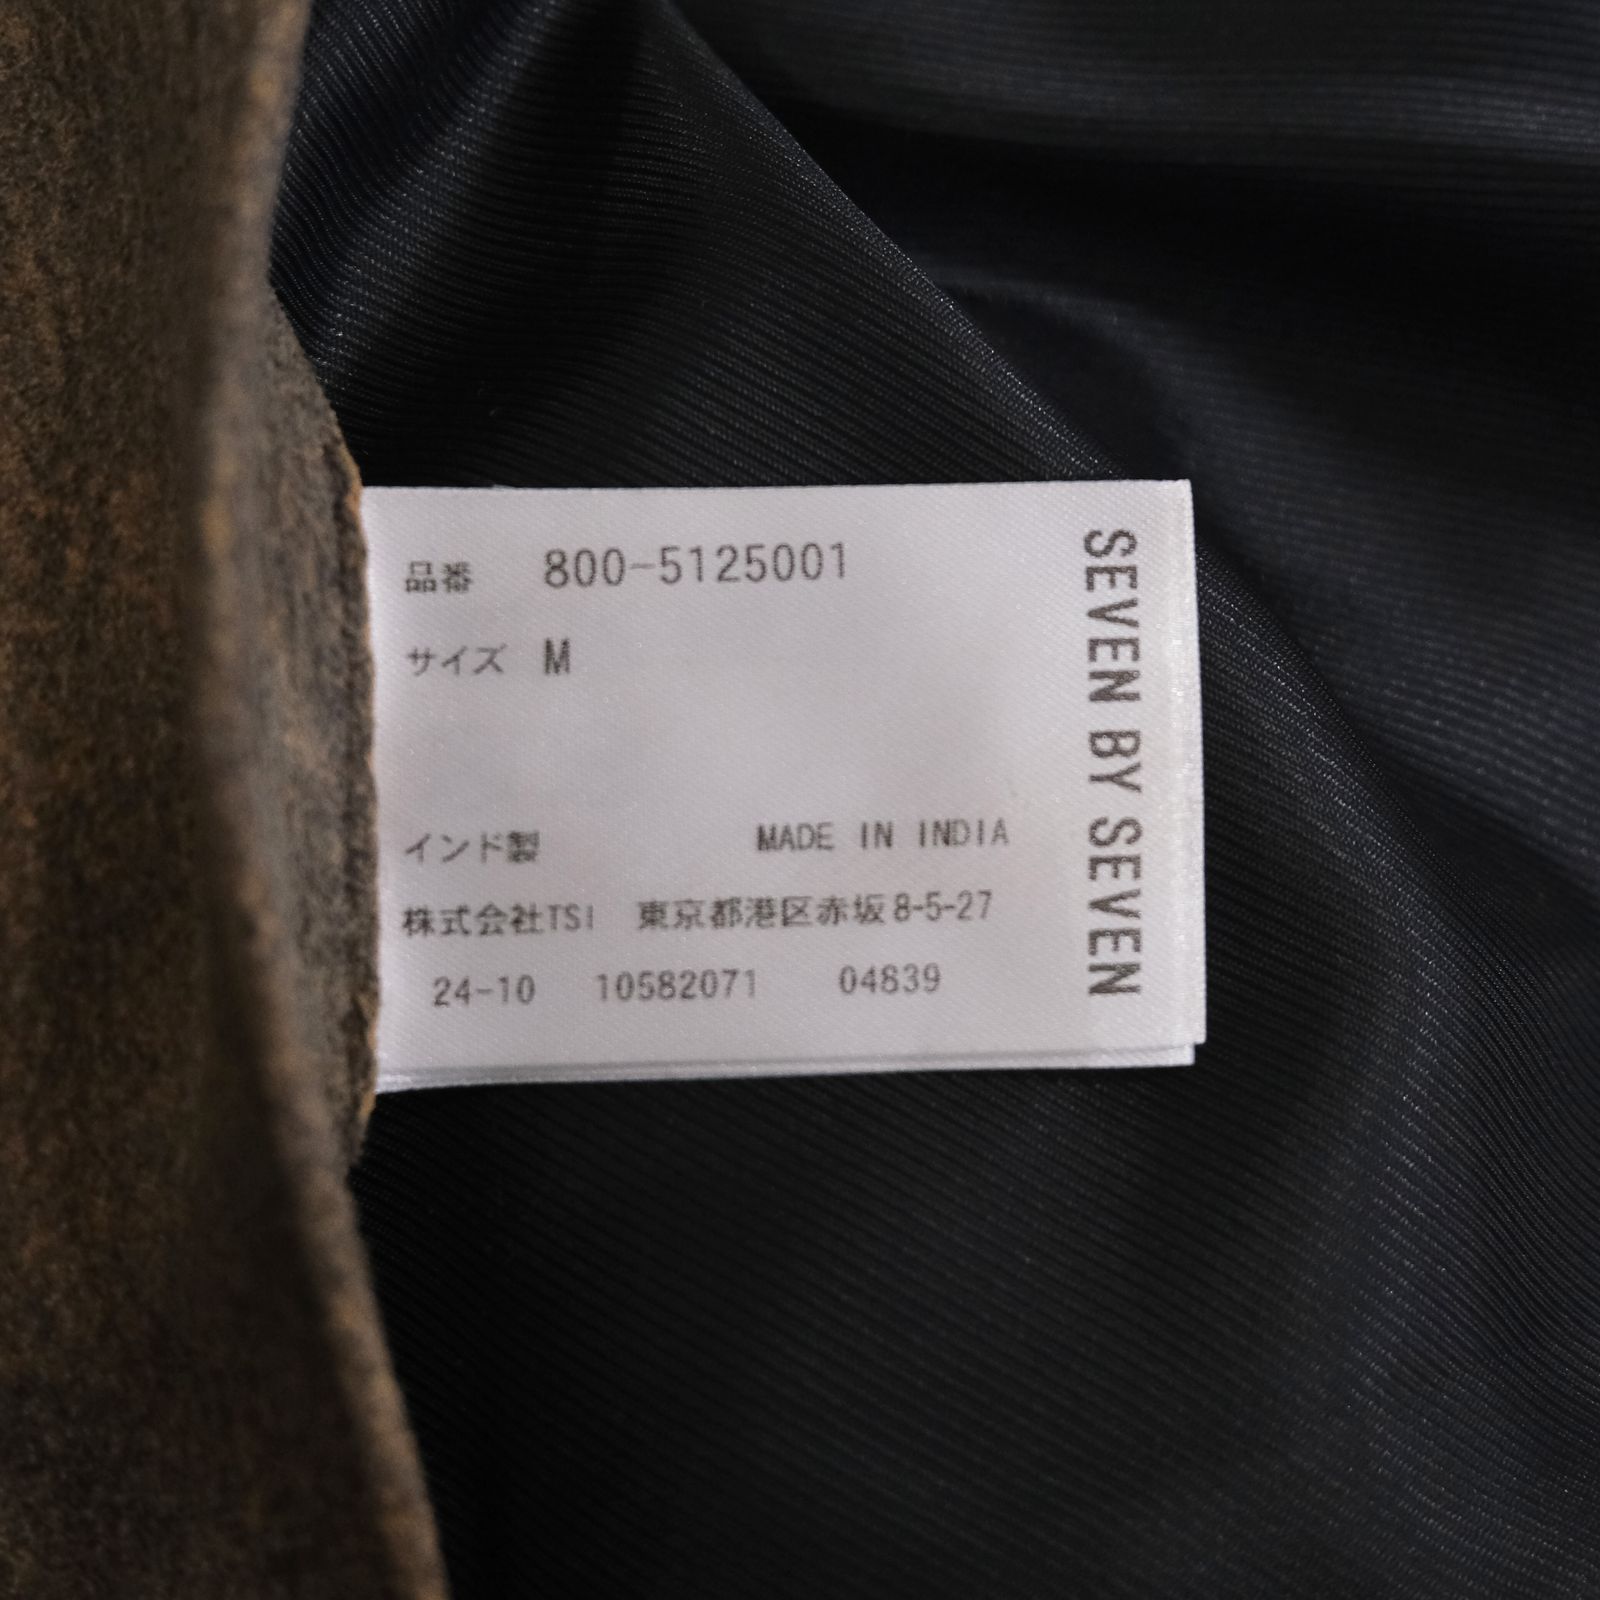 品番 800-5125001
サイズ M
インド製 MADE IN INDIA
株式会社TSI 東京都港区赤坂8-5-27
24-10 10582071 04839
SEVEN BY SEVEN